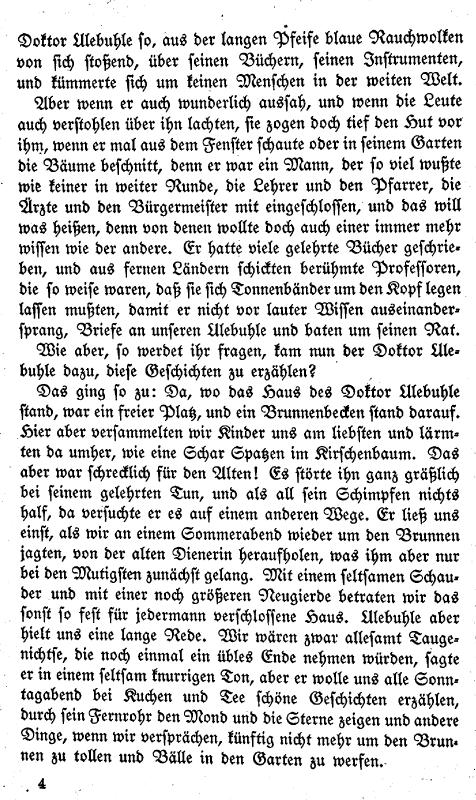 Doktor Ulebuhle so, aus der langen Pfeife blaue Rauchwolken
von sich stoßend, über seinen Büchern, seinen Instrumenten,
und kümmerte sich um keinen Menschen in der weiten Welt.
Aber wenn er auch wunderlich aussah, und wenn die Leute
auch verstohlen über ihn lachten, sie zogen doch tief den Hut vor
ihm, wenn er mal aus dem Fenster schaute oder in seinem Garten
die Bäume beschnitt, denn er war ein Mann, der so viel wußte
wie keiner in weiter Runde, die Lehrer und den Pfarrer, die
Ärzte und den Bürgermeister mit eingeschlossen, und das will
was heißen, denn von denen wollte doch auch einer immer mehr
wissen wie der andere. Er hatte viele gelehrte Bücher geschrie-
ben, und aus fernen Ländern schickten berühmte Professoren,
die so weise waren, daß sie sich Tonnenbänder um den Kopf legen
lassen mußten, damit er nicht vor lauter Wissen auseinander-
sprang, Briefe an unseren Ulebuhle und baten um seinen Rat.
Wie aber, so werdet ihr fragen, kam nun der Doktor Ule-
buhle dazu, diese Geschichten zu erzählen?
Das ging so zu: Da, wo das Haus des Doktor Ulebuhle
stand, war ein freier Platz, und ein Brunnenbecken stand darauf.
Hier aber versammelten wir Kinder uns am liebsten und lärm-
ten da umher, wie eine Schar Spatzen im Kirschenbaum. Das
aber war schrecklich für den Alten! Es störte ihn ganz gräßlich
bei seinem gelehrten Tun, und als all sein Schimpfen nichts
half, da versuchte er es auf einem anderen Wege. Er ließ uns
einst, als wir an einem Sommerabend wieder um den Brunnen
jagten, von der alten Dienerin heraufholen, was ihm aber nur
bei den Mutigsten zunächst gelang. Mit einem seltsamen Schau-
der und mit einer noch größeren Neugierde betraten wir das
sonst so fest für jedermann verschlossene Haus. Ulebuhle aber
hielt uns eine lange Rede. Wir wären zwar allesamt Tauge-
nichtse, die noch einmal ein übles Ende nehmen würden, sagte
er in einem seltsam knurrigen Ton, aber er wolle uns alle Sonn-
tagabend bei Kuchen und Tee schöne Geschichten erzählen,
durch sein Fernrohr den Mond und die Sterne zeigen und andere
Dinge, wenn wir versprächen, künftig nicht mehr um den Brun-
nen zu tollen und Bälle in den Garten zu werfen.
4